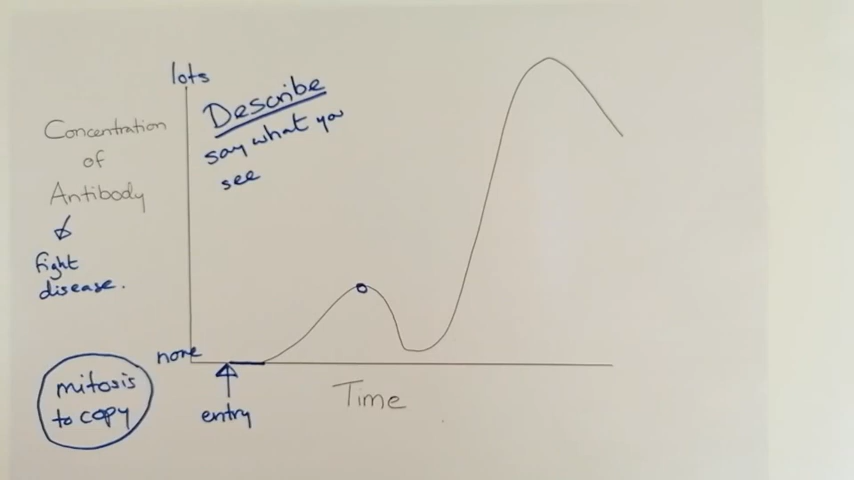 lots
Describe
say what you
see
Concentration
of
Antibody
fight
disease.
none
mitosis
to copy
entry
Time